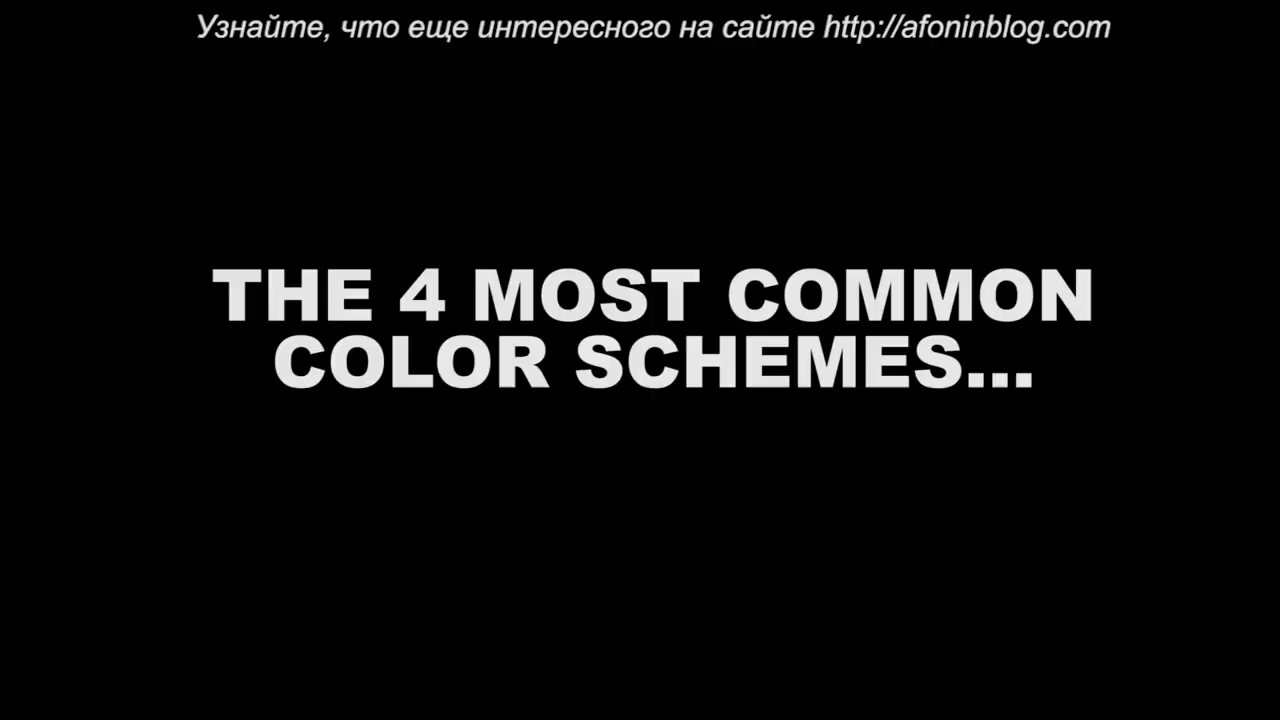 Узнайте, что еще интересного на сайте http://afoninblog.com
THE 4 MOST COMMON
COLOR SCHEMES...